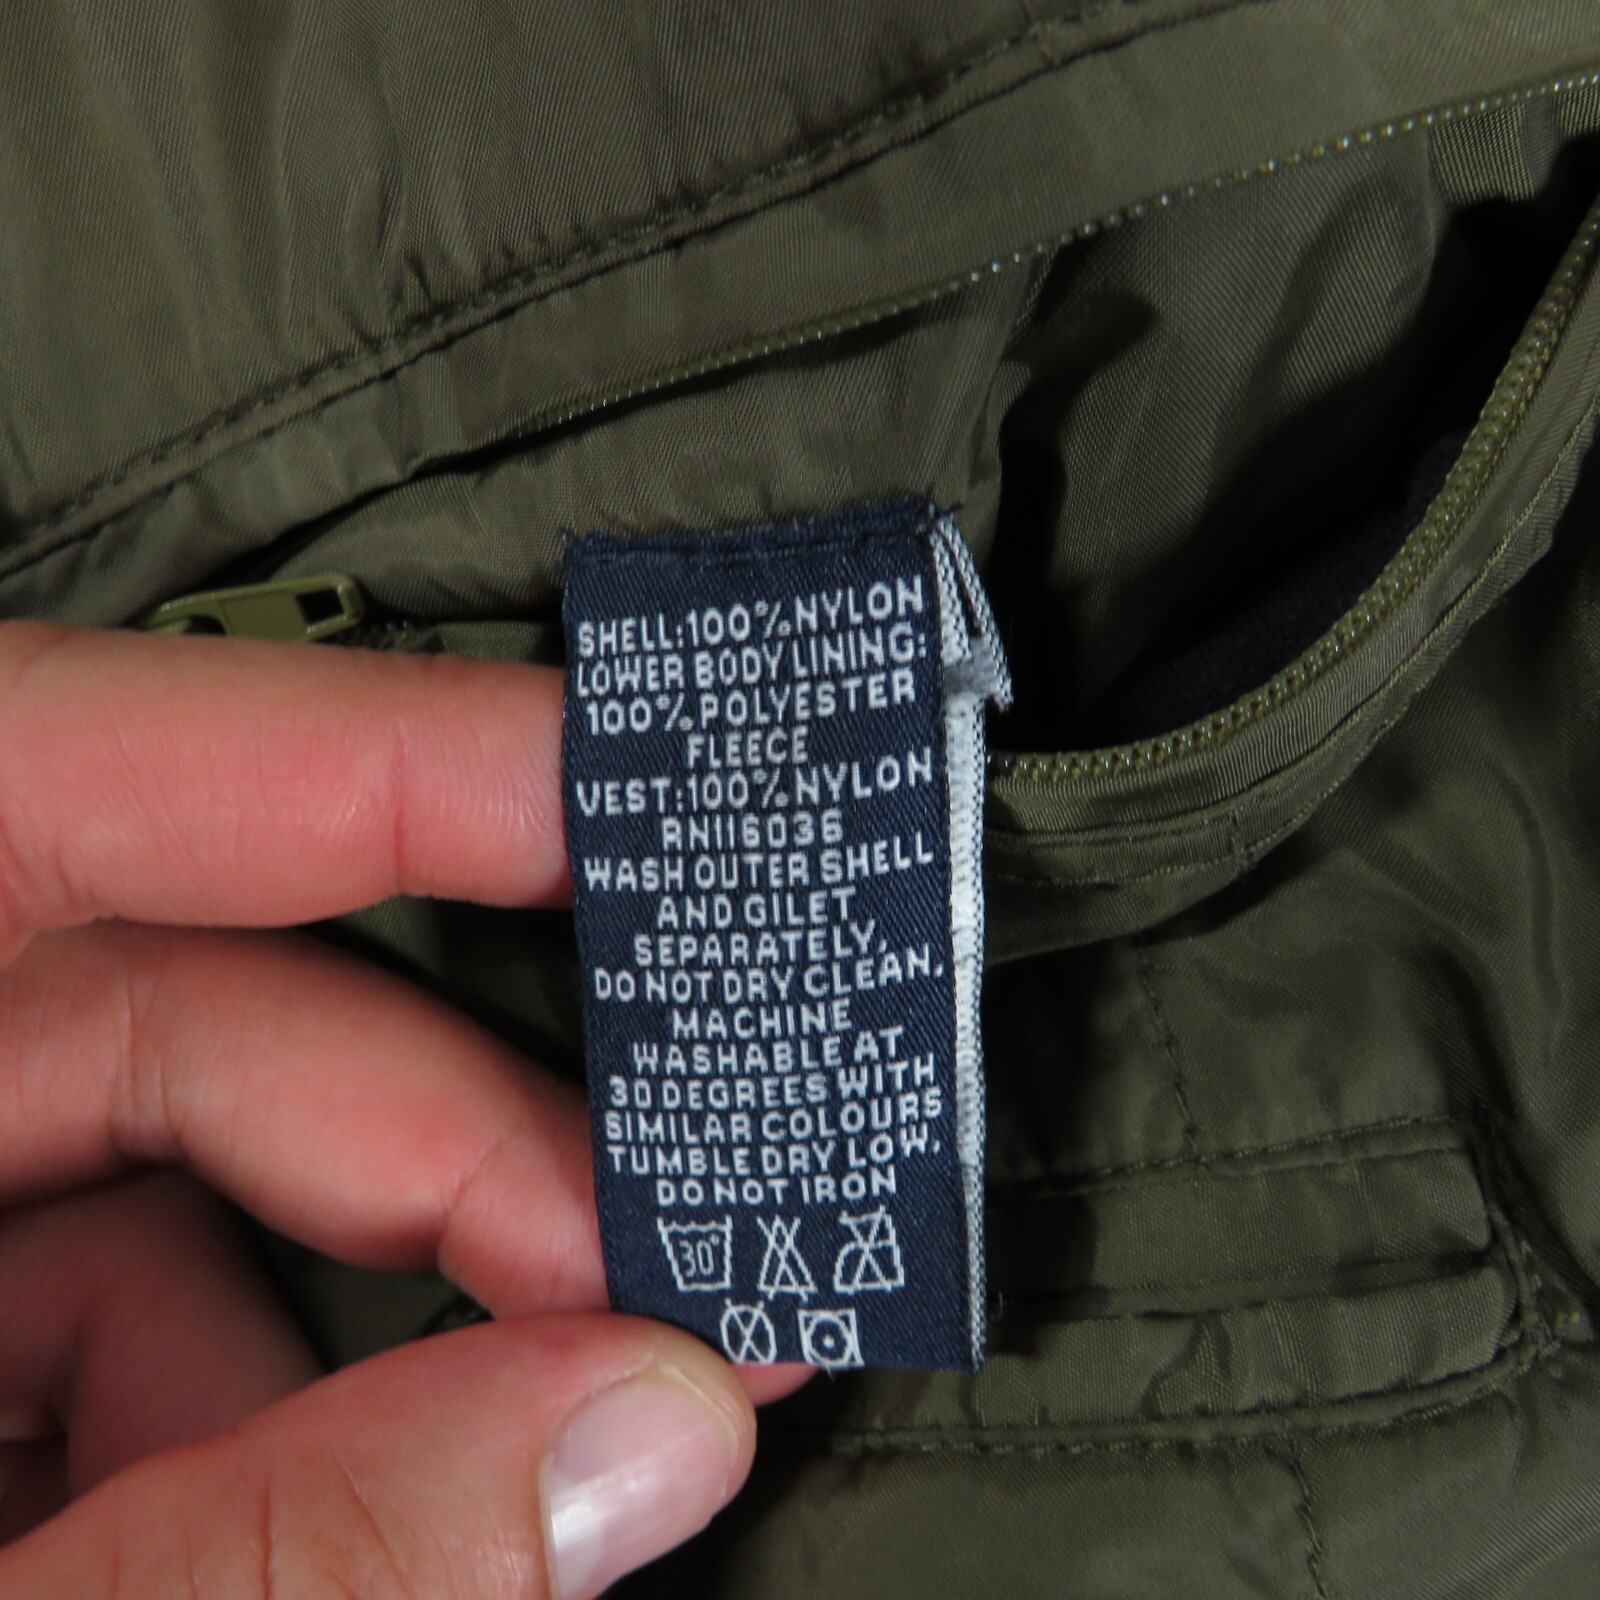 SHELL:100% NYLON
LOWER BODY LINING:
100% POLYESTER
FLEECE
VEST:100% NYLON
RN116036
WASH OUTER SHELL
AND GILET
SEPARATELY.
DO NOT DRY CLEAN.
MACHINE
WASHABLE AT
30 DEGREES WITH
SIMILAR COLOURS
TUMBLE DRY LOW.
DO NOT IRON
30°